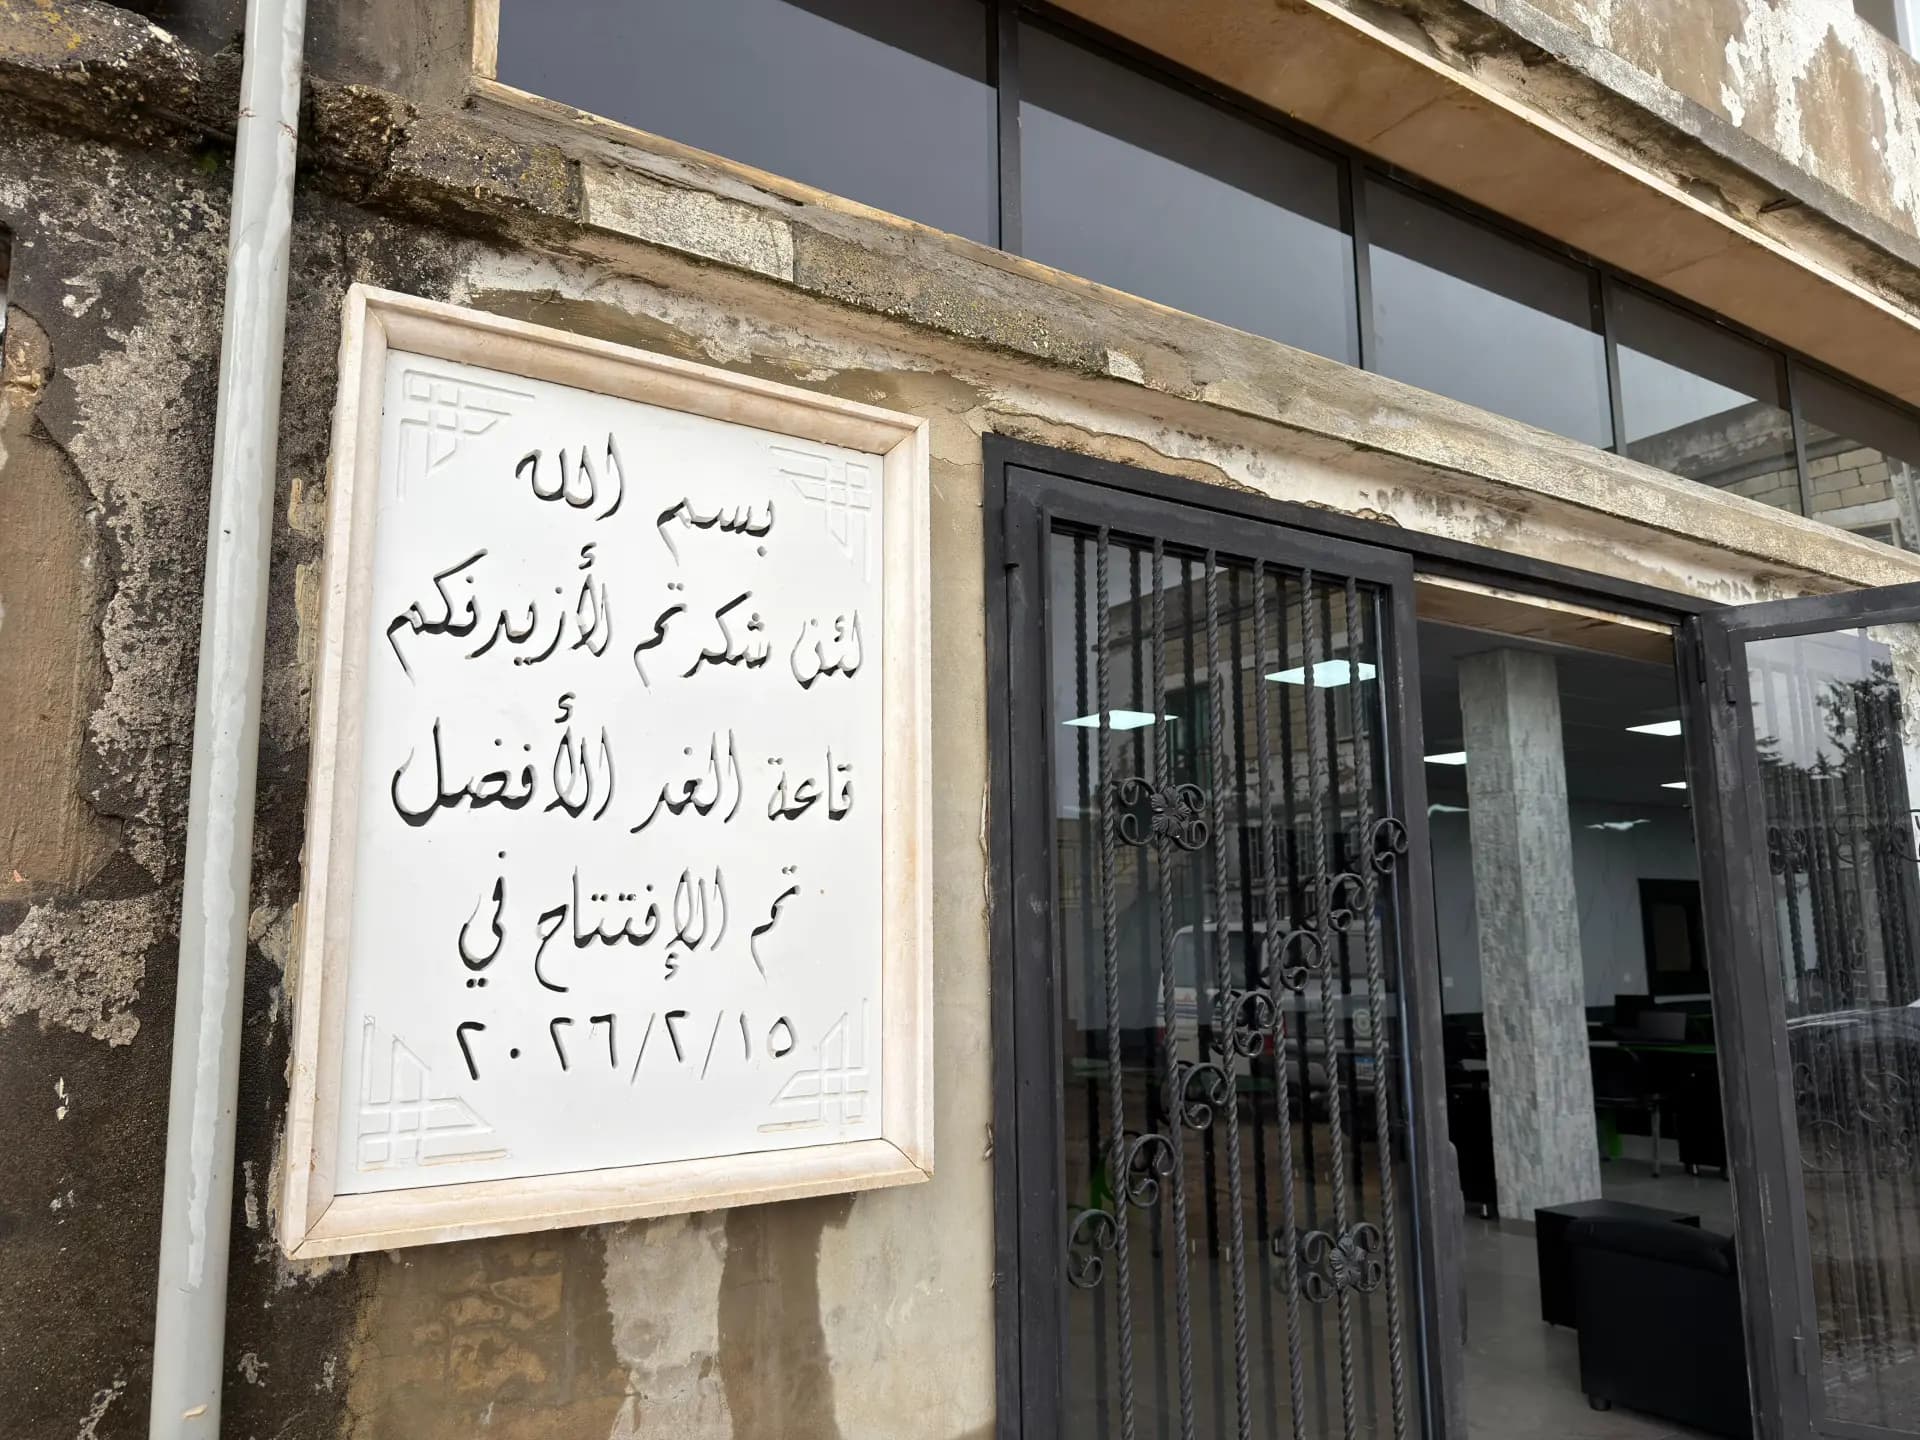 بسم الله
لئن شكرتم لأزيدنكم
قاعة الغد الأفضل
تم الإفتتاح في
٢٠٢٦/٢/١٥